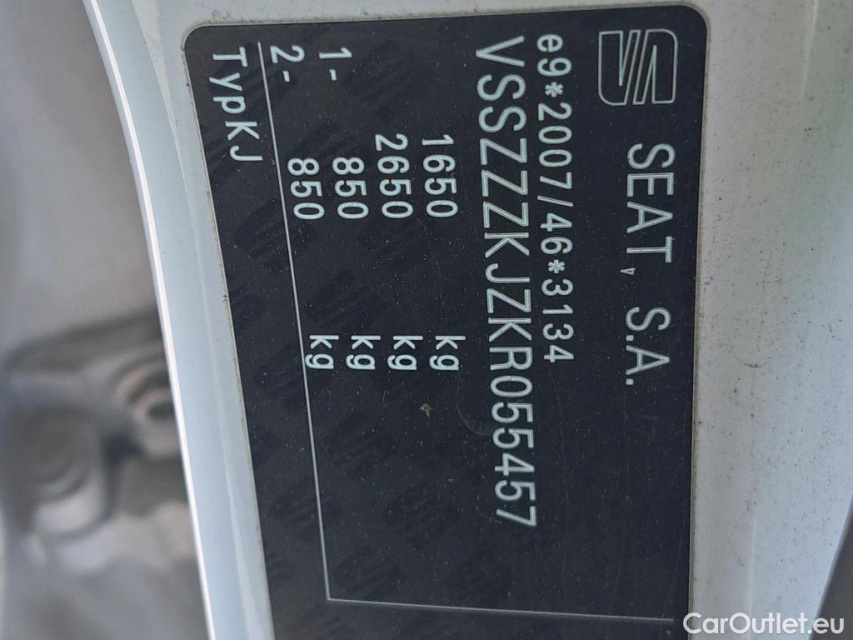 SEAT, S.A.
e9*2007/46*3134
VSSZZZKJZKR055457
1650 kg
2650 kg
1- 850 kg
2- 850 kg
TypKJ
CarOutlet.eu